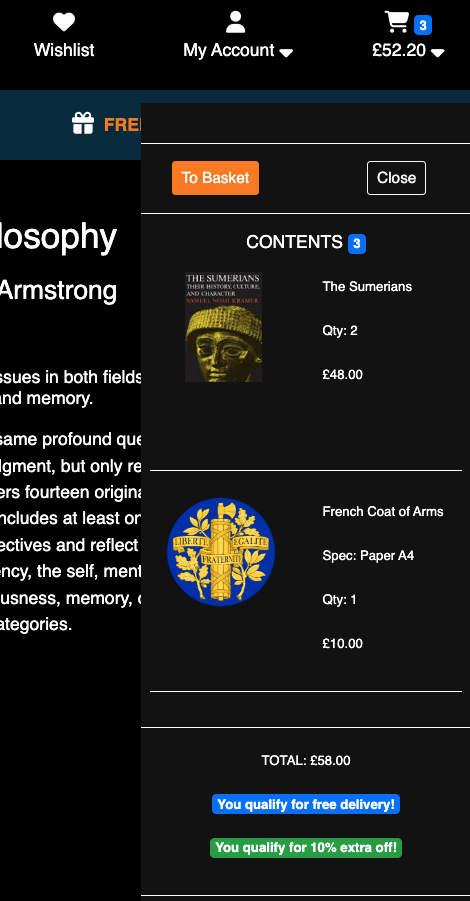 3
Wishlist
My Account
£52.20
FREE
To Basket
Close
losophy
CONTENTS 3
Armstrong
THE SUMERIANS
THEIR HISTORY, CULTURE,
AND CHARACTER
SAMUEL NOAH KRAMER
The Sumerians
Qty: 2
£48.00
ssues in both fields
and memory.
same profound que
lgment, but only re
ers fourteen origina
ncludes at least on
ectives and reflect
ency, the self, ment
usness, memory, c
ategories.
LIBERTÉ EGALITE
FRATERNITE
French Coat of Arms
Spec: Paper A4
Qty: 1
£10.00
TOTAL: £58.00
You qualify for free delivery!
You qualify for 10% extra off!